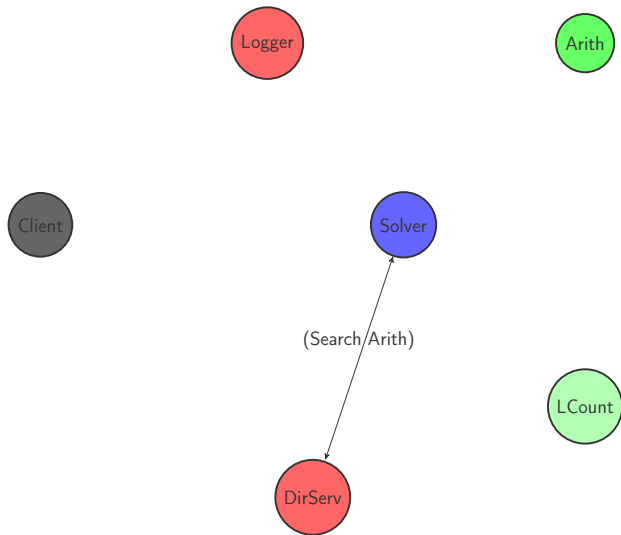 Logger
Arith
Client
Solver
(Search Arith)
LCount
DirServ